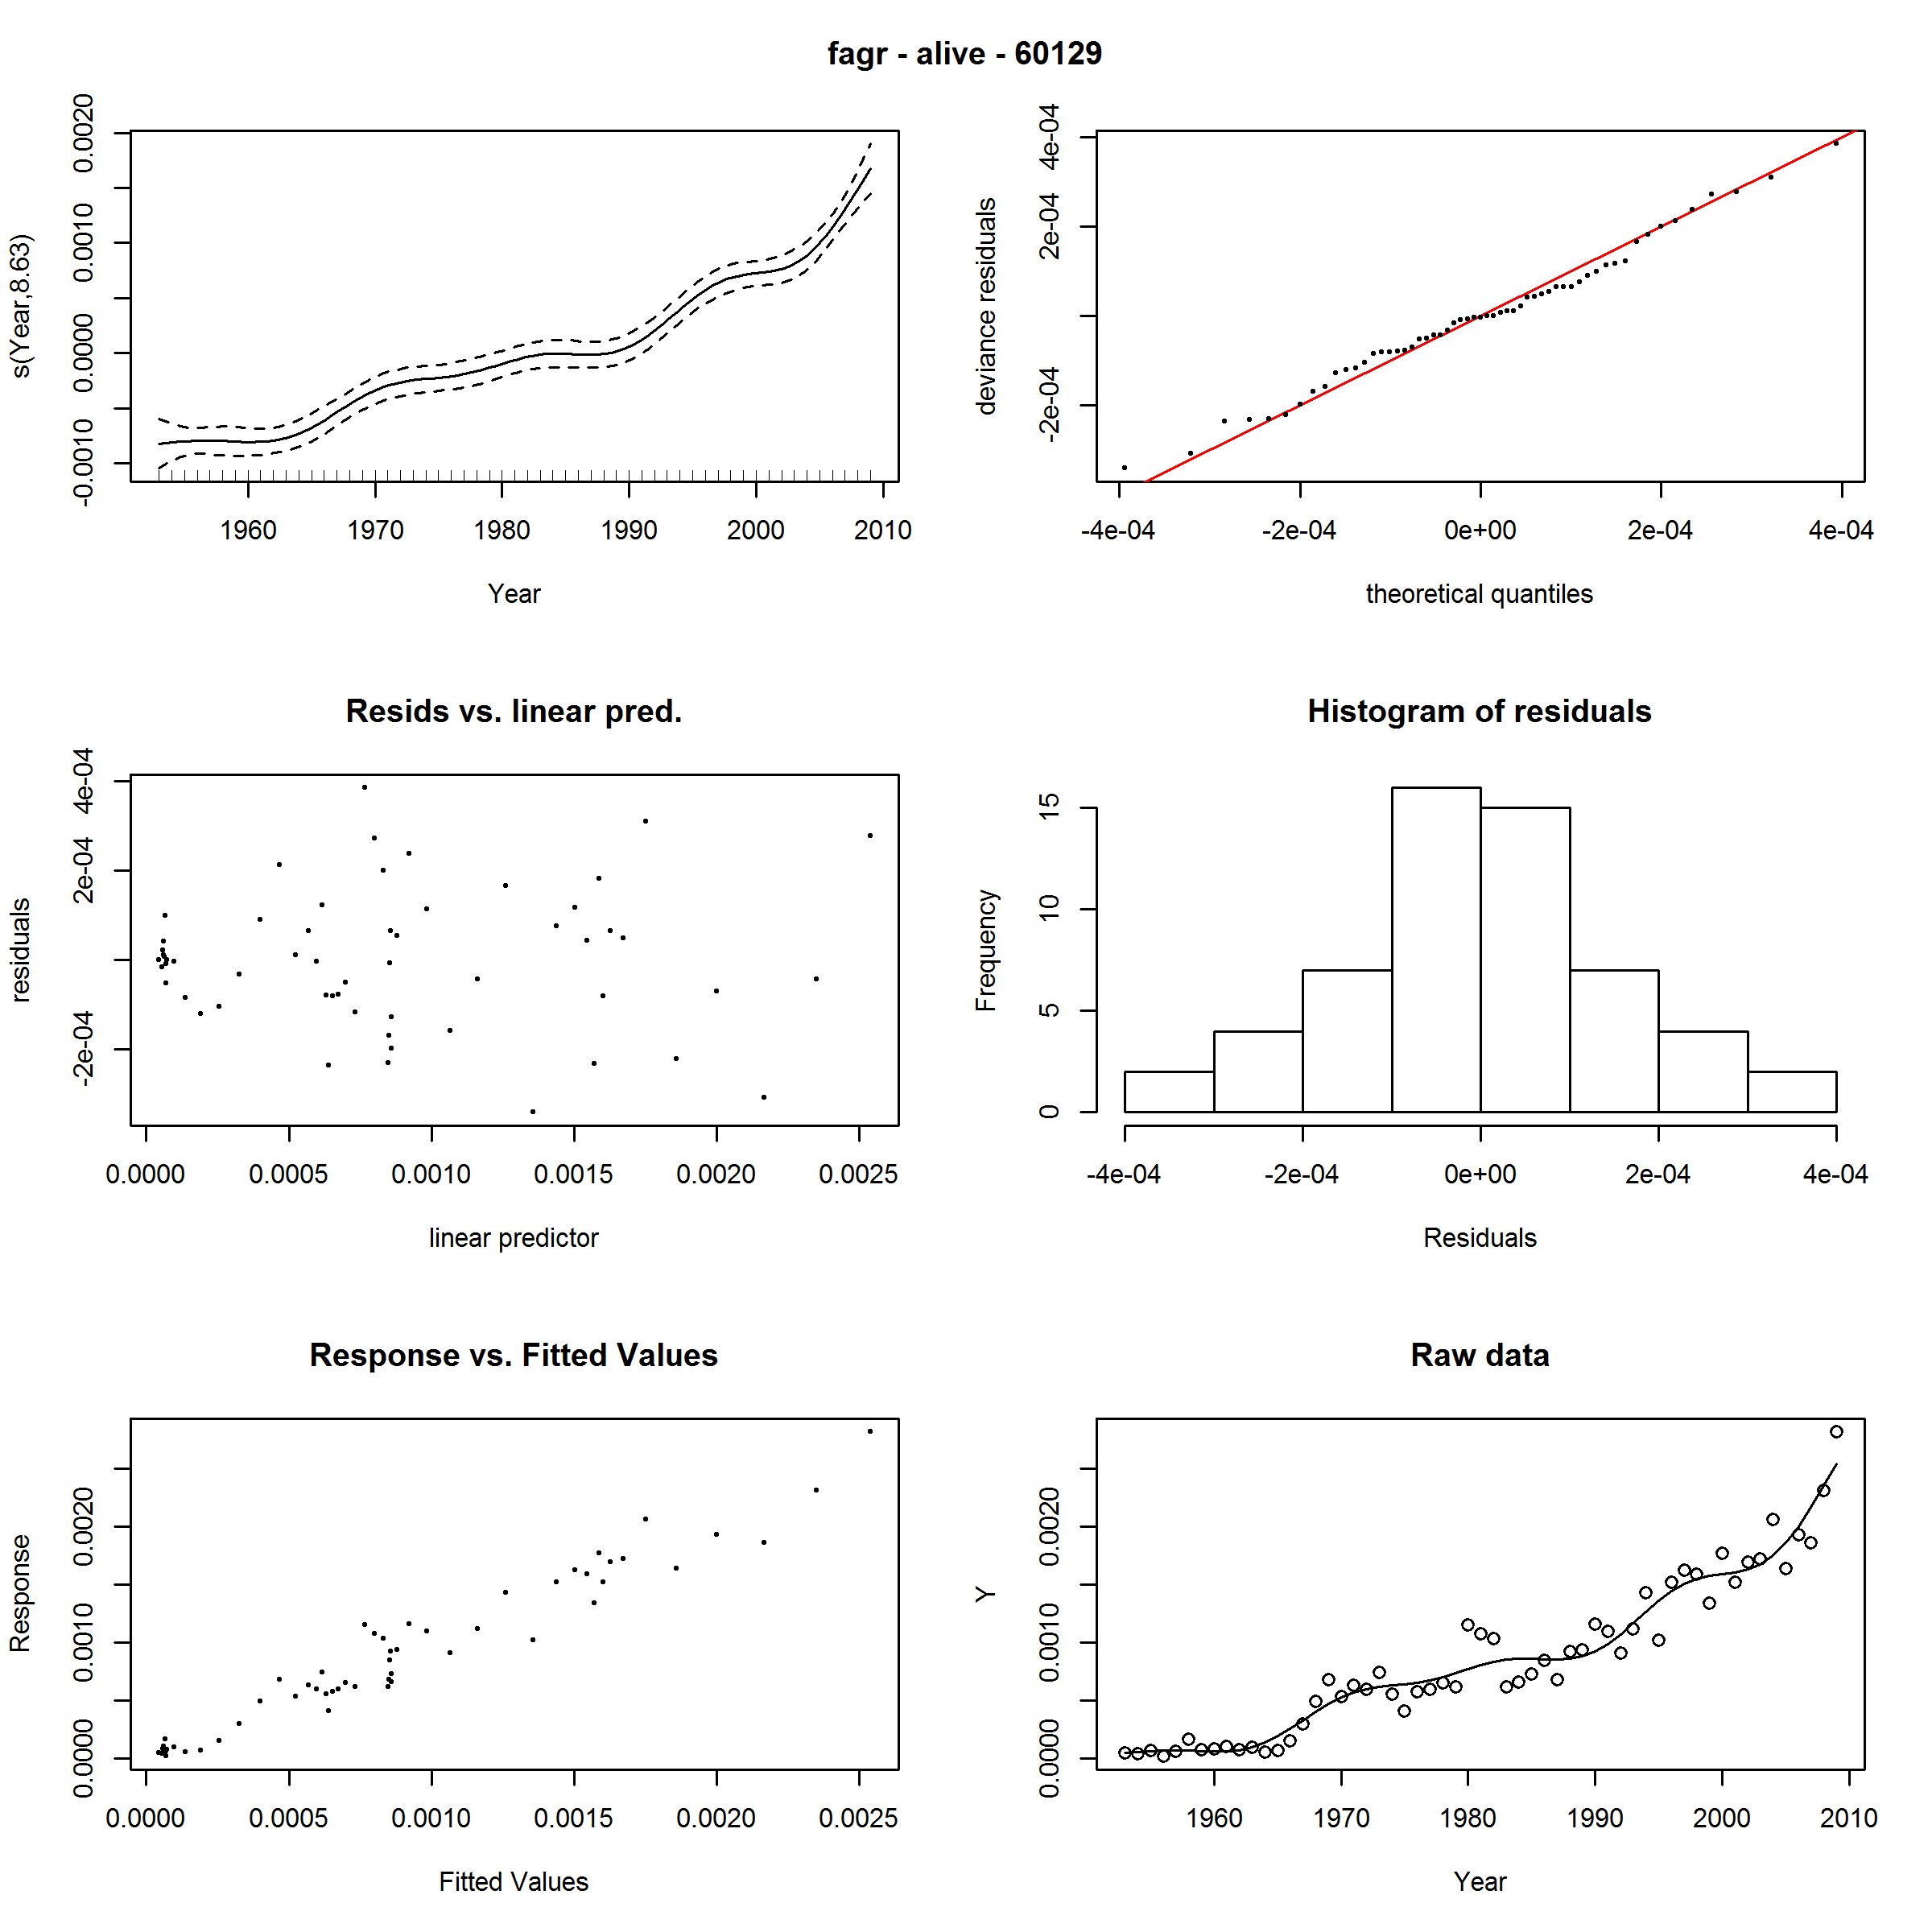 fagr - alive - 60129
s(Year,8.63)
-0.0010 0.0000 0.0010 0.0020
1960 1970 1980 1990 2000 2010
Year
deviance residuals
-2e-04 2e-04 4e-04
-4e-04 -2e-04 0e+00 2e-04 4e-04
theoretical quantiles
Resids vs. linear pred.
residuals
-2e-04 2e-04 4e-04
0.0000 0.0005 0.0010 0.0015 0.0020 0.0025
linear predictor
Histogram of residuals
Frequency
0 5 10 15
-4e-04 -2e-04 0e+00 2e-04 4e-04
Residuals
Response vs. Fitted Values
Response
0.0000 0.0010 0.0020
0.0000 0.0005 0.0010 0.0015 0.0020 0.0025
Fitted Values
Raw data
Y
0.0000 0.0010 0.0020
1960 1970 1980 1990 2000 2010
Year